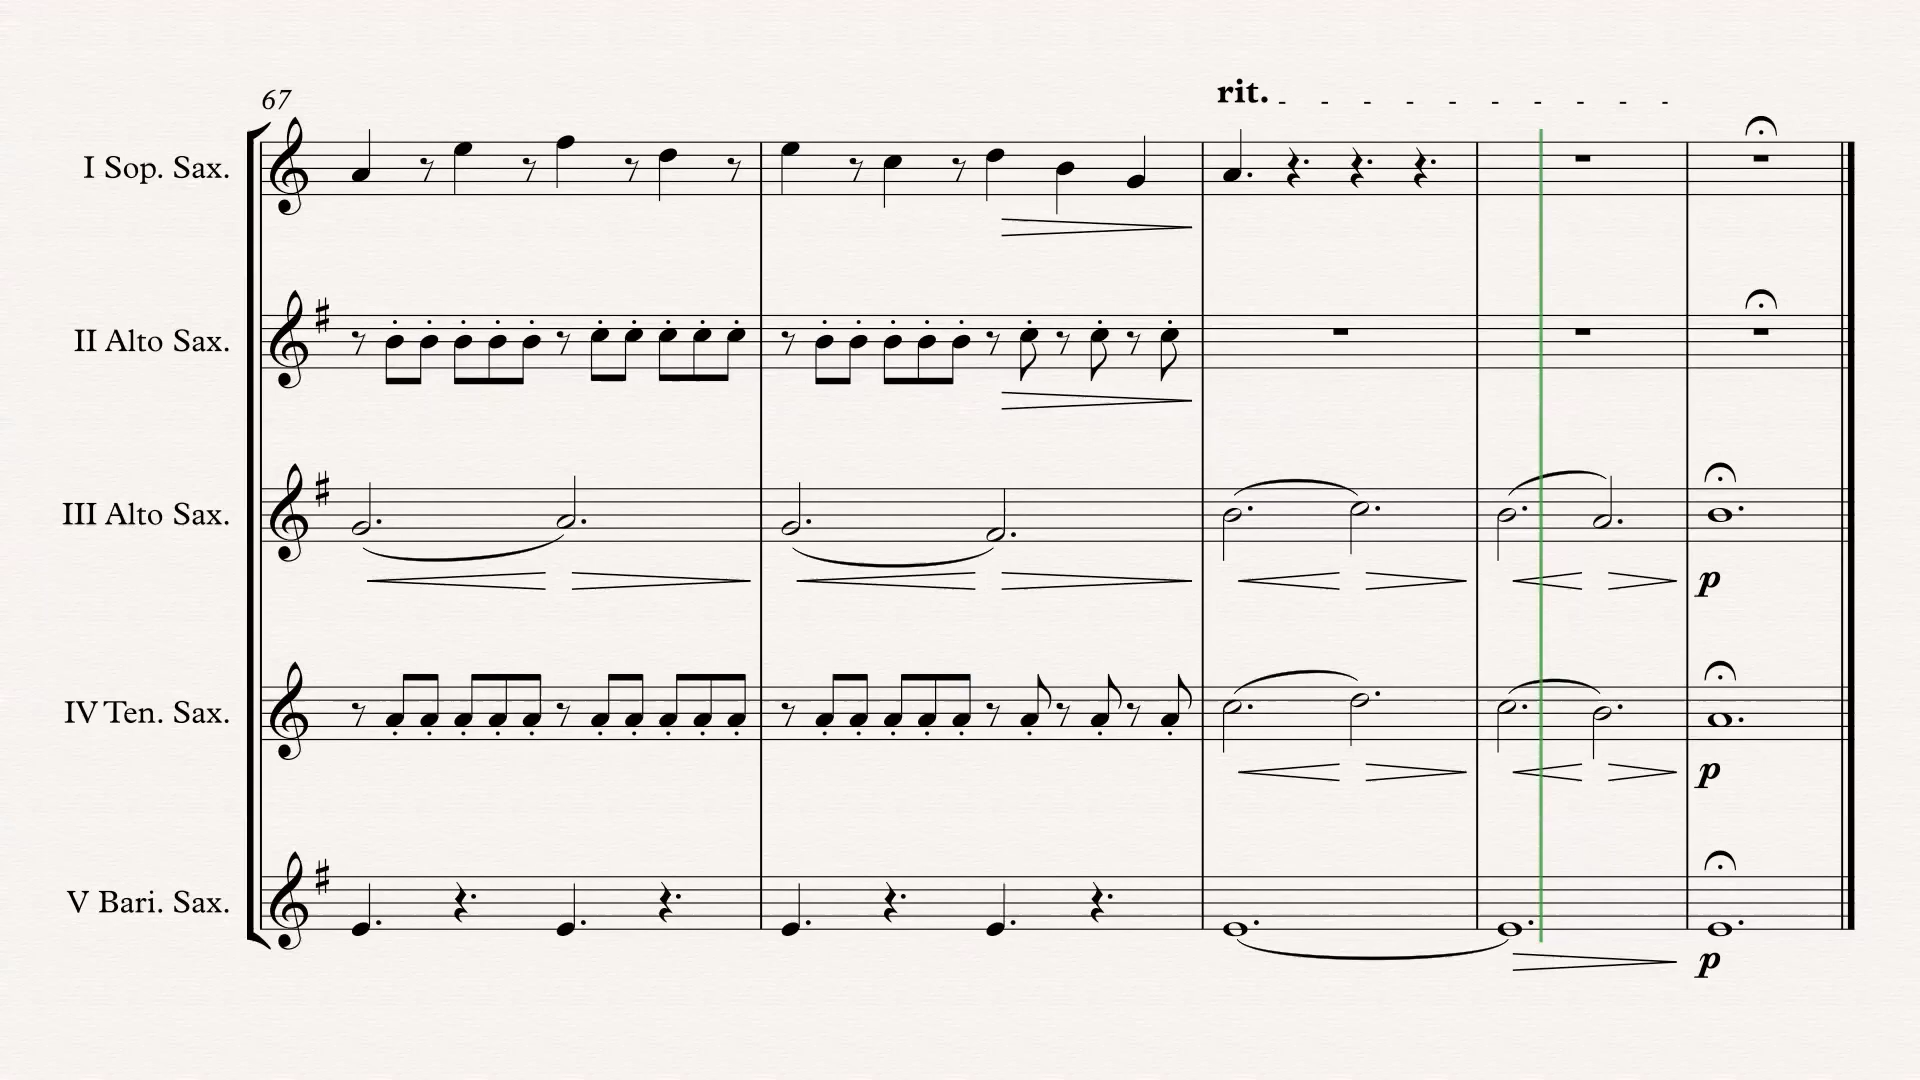 rit.
67
I Sop. Sax.
II Alto Sax.
III Alto Sax.
p
IV Ten. Sax.
p
V Bari. Sax.
p